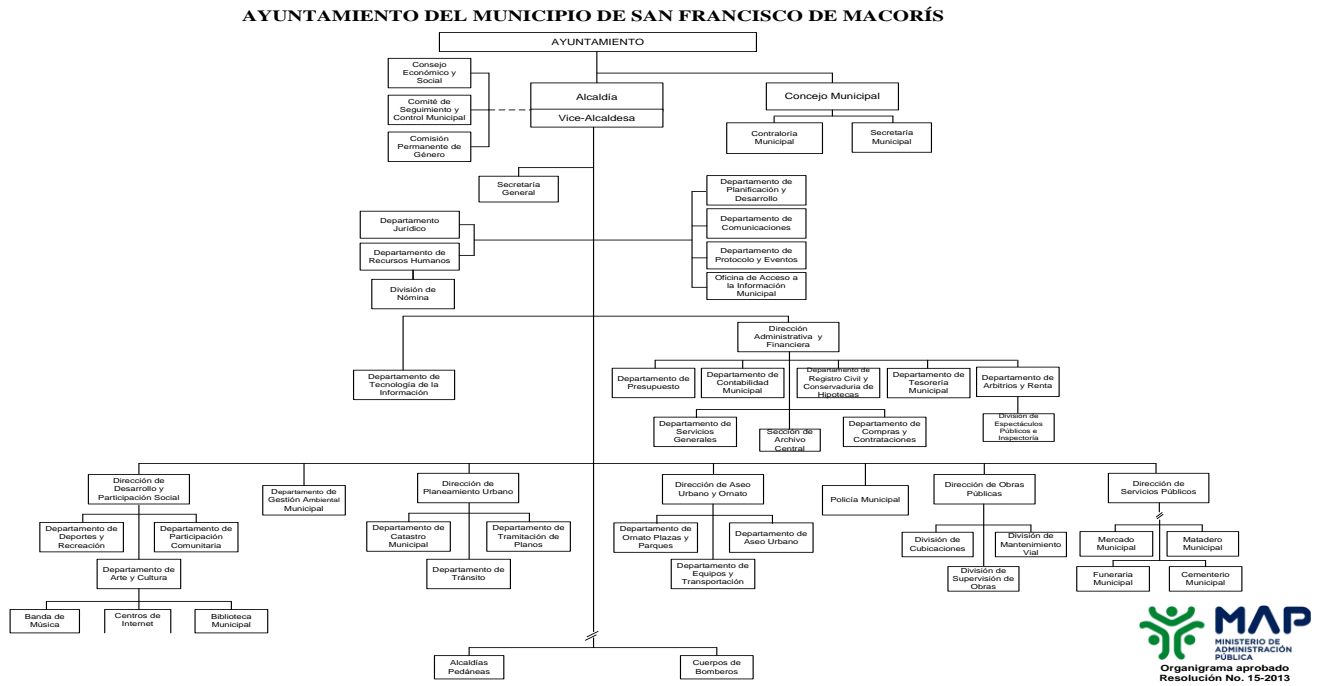 AYUNTAMIENTO DEL MUNICIPIO DE SAN FRANCISCO DE MACORÍS
AYUNTAMIENTO
Consejo
Económico y
Social
Comité de
Seguimiento y
Control Municipal
Comisión
Permanente de
Género
Alcaldía
Vice-Alcaldesa
Concejo Municipal
Contraloría
Municipal
Secretaría
Municipal
Secretaría
General
Departamento
Jurídico
Departamento de
Recursos Humanos
División de
Nómina
Departamento de
Planificación y
Desarrollo
Departamento de
Comunicaciones
Departamento de
Protocolo y Eventos
Oficina de Acceso a
la Información
Municipal
Departamento de
Tecnología de la
Información
Dirección
Administrativa y
Financiera
Departamento de
Presupuesto
Departamento de
Contabilidad
Municipal
Departamento de
Registro Civil y
Conservaduria de
Hipotecas
Departamento de
Tesorería
Municipal
Departamento de
Arbitrios y Renta
Departamento de
Servicios
Generales
Sección de
Archivo
Central
Departamento de
Compras y
Contrataciones
División de
Espectáculos
Públicos e
Inspectoría
Dirección de
Desarrollo y
Participación Social
Departamento de
Gestión Ambiental
Municipal
Dirección de
Planeamiento Urbano
Dirección de Aseo
Urbano y Ornato
Policía Municipal
Dirección de Obras
Públicas
Dirección de
Servicios Públicos
Departamento de
Deportes y
Recreación
Departamento de
Participación
Comunitaria
Departamento de
Arte y Cultura
Banda de
Música
Centros de
Internet
Biblioteca
Municipal
Departamento de
Catastro
Municipal
Departamento de
Tramitación de
Planos
Departamento de
Tránsito
Departamento de
Ornato Plazas y
Parques
Departamento de
Aseo Urbano
Departamento de
Equipos y
Transportación
División de
Cubicaciones
División de
Mantenimiento
Vial
División de
Supervisión de
Obras
Mercado
Municipal
Matadero
Municipal
Funeraria
Municipal
Cementerio
Municipal
Alcaldías
Pedáneas
Cuerpos de
Bomberos
MAP
MINISTERIO DE
ADMINISTRACIÓN
PÚBLICA
Organigrama aprobado
Resolución No. 15-2013